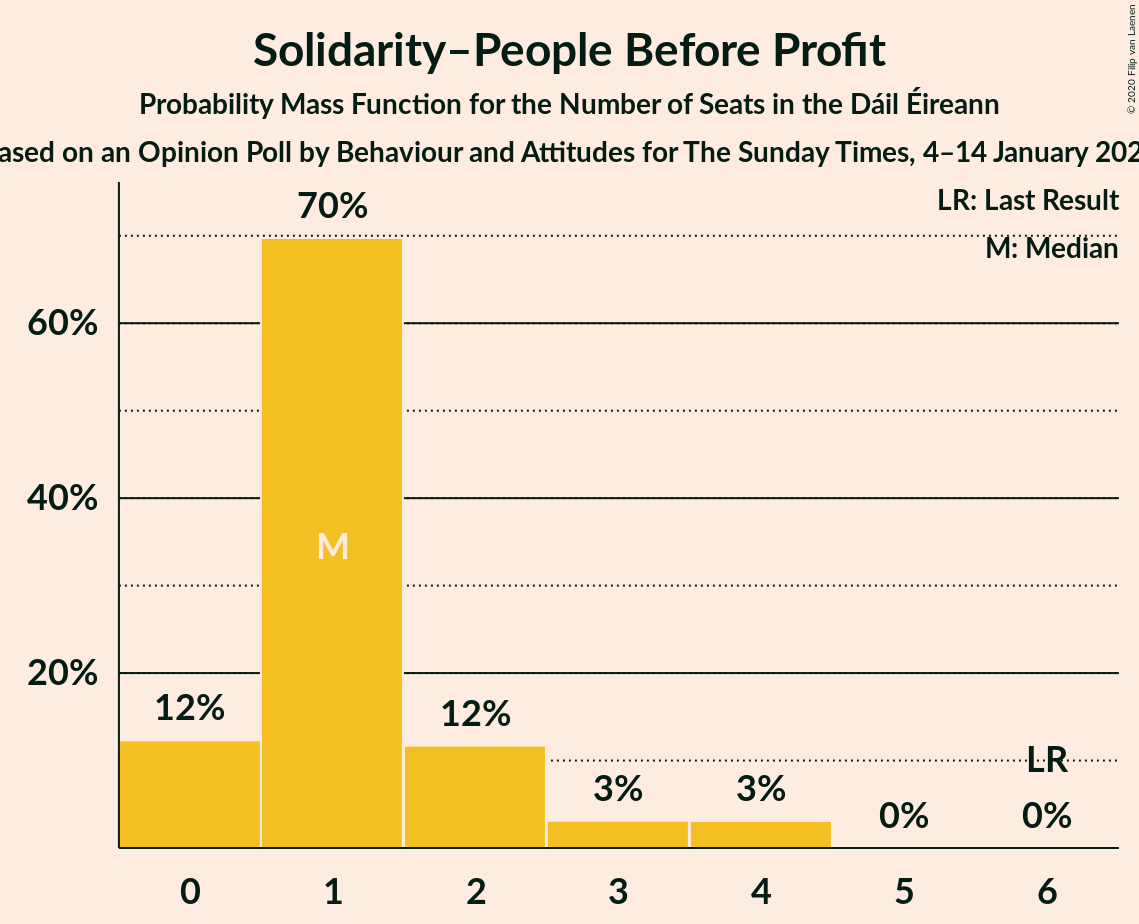 Solidarity–People Before Profit
Probability Mass Function for the Number of Seats in the Dáil Éireann
ased on an Opinion Poll by Behaviour and Attitudes for The Sunday Times, 4–14 January 202
© 2020 Filip van Laenen
LR: Last Result
M: Median
70%
60%
40%
M
20%
12%
12%
LR
3%
3%
0%
0%
0 1 2 3 4 5 6